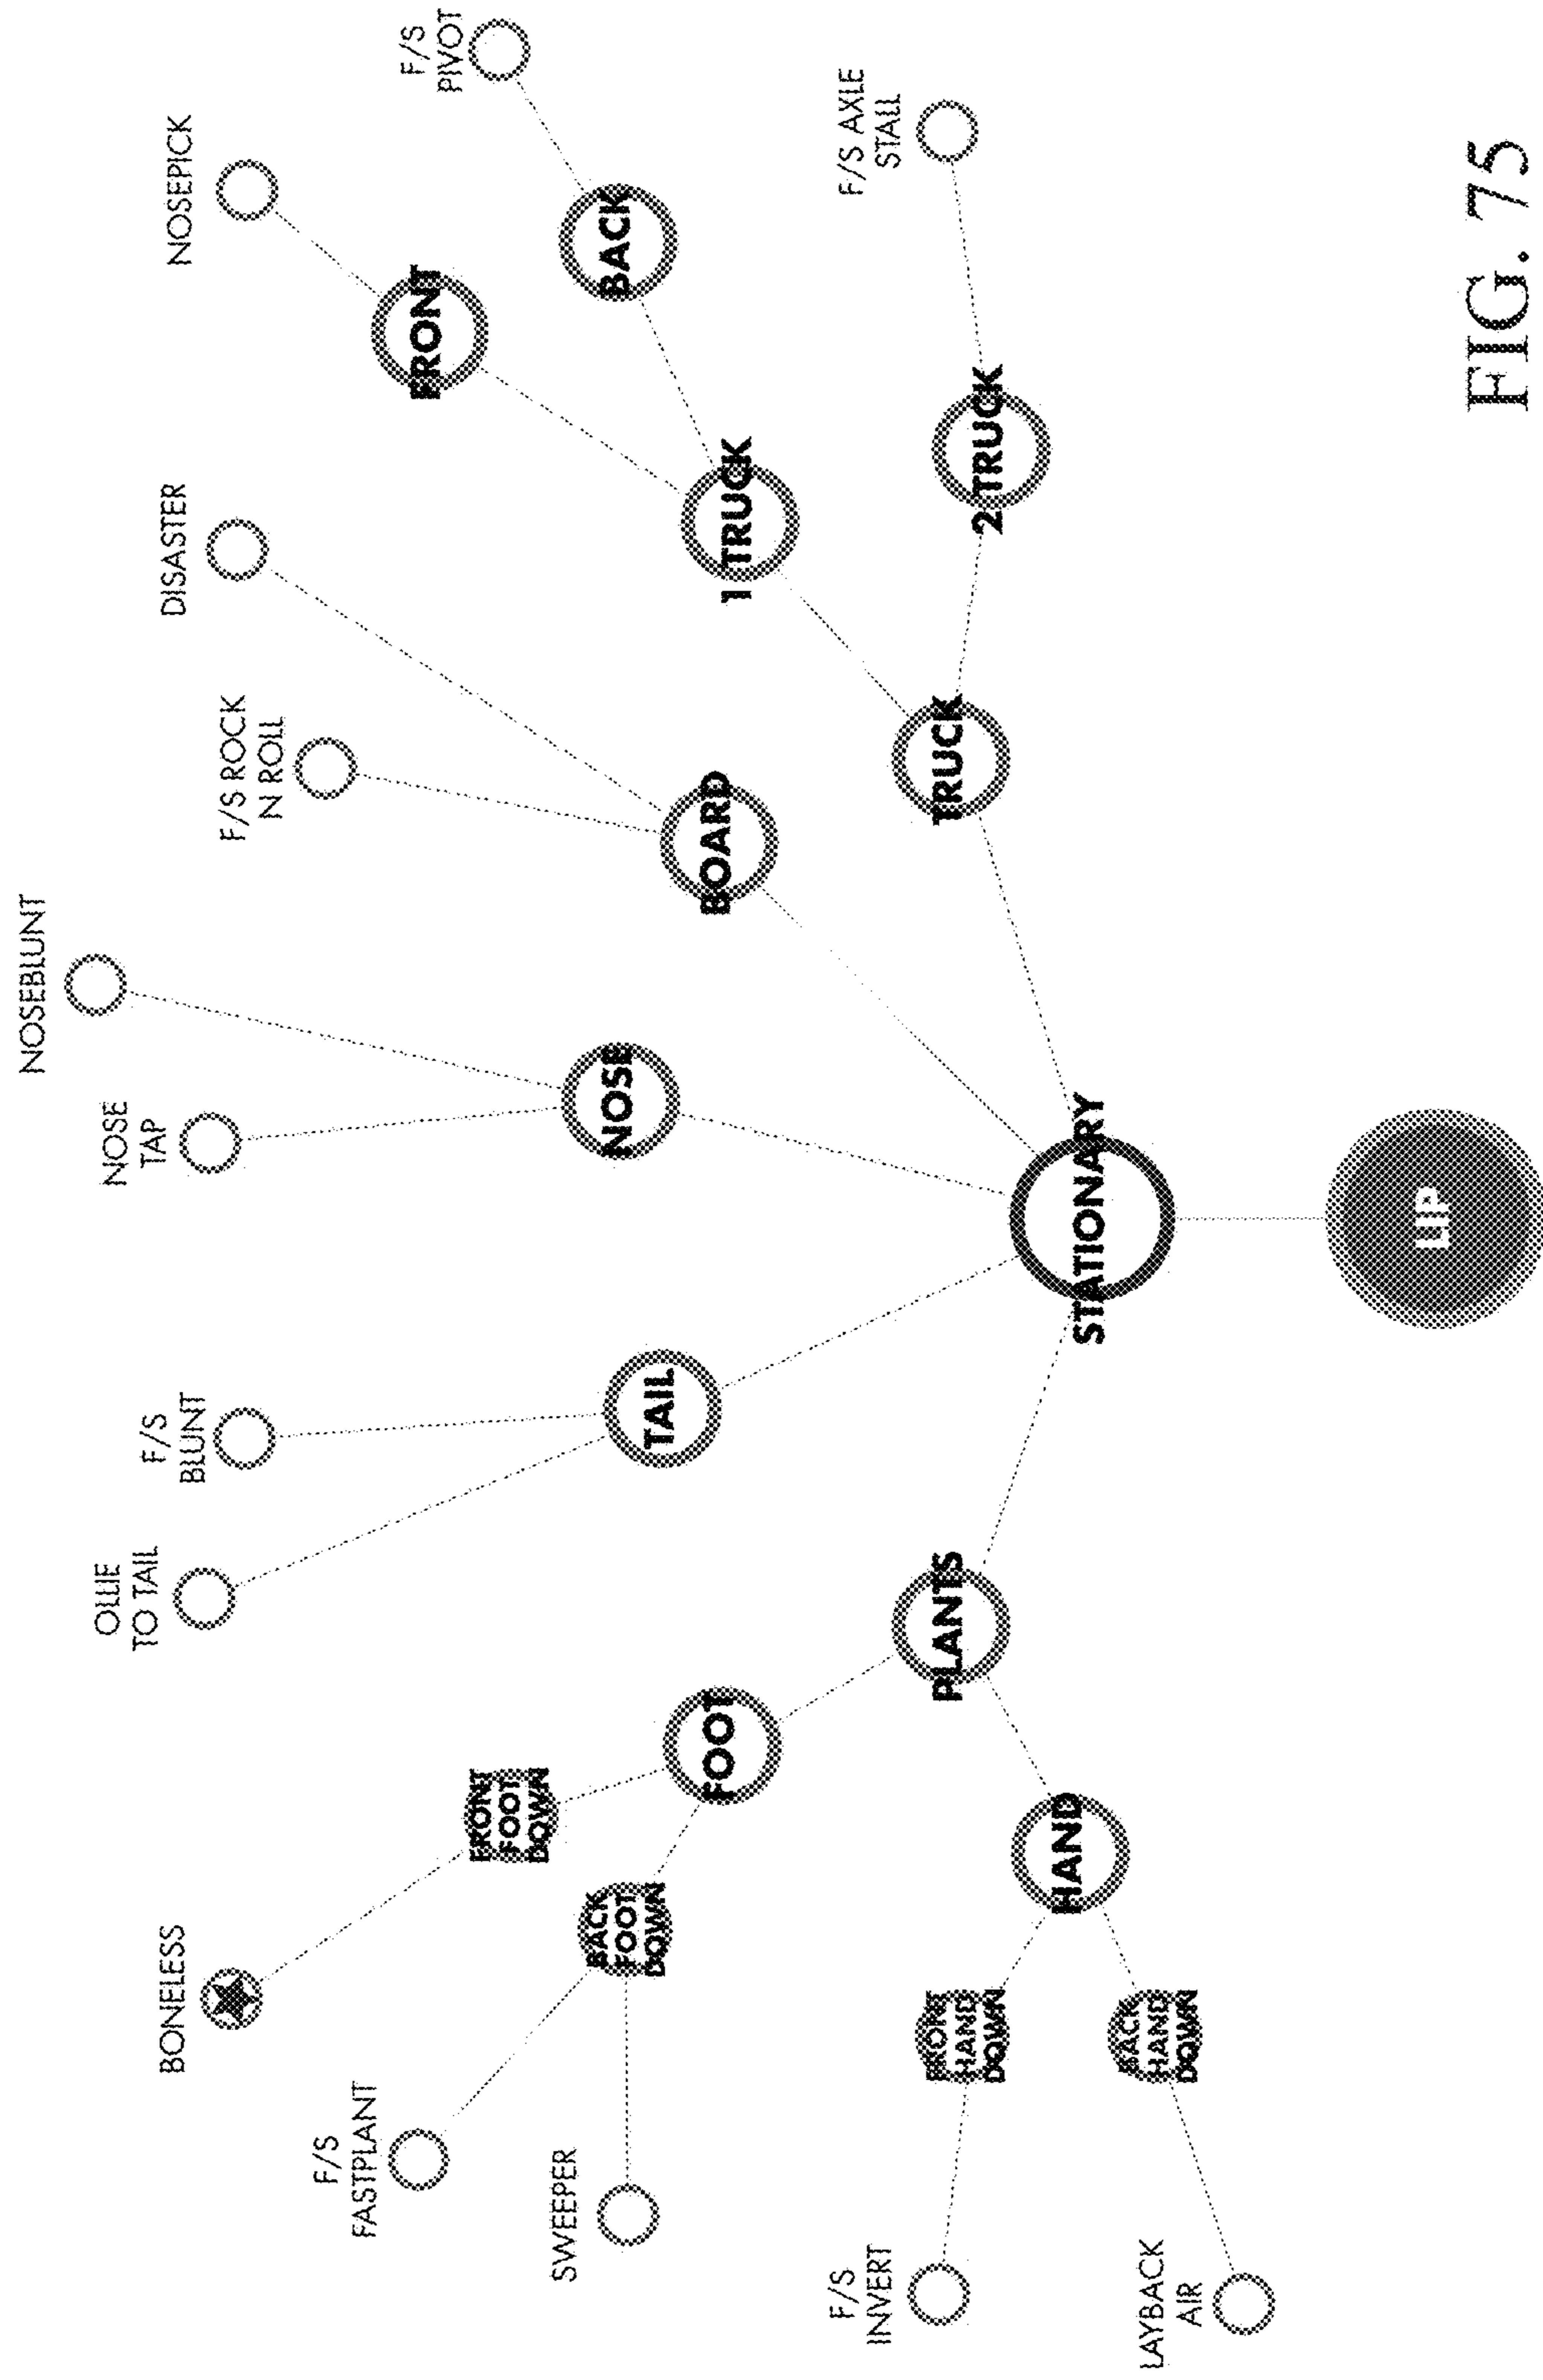 LAYBACK
AIR
F/S
INVERT
SWEEPER
F/S
FASTPLANT
BONELESS
OLLIE
TO TAIL
F/S
BLUNT
NOSE
TAP
NOSEBLUNT
F/S ROCK
N ROLL
DISASTER
NOSEPICK
F/S
PIVOT
F/S AXLE
STALL
FRONT
FOOT
DOWN
BACK
FOOT
DOWN
FRONT
HAND
DOWN
BACK
HAND
DOWN
FOOT
HAND
PLANTS
TAIL
NOSE
BOARD
TRUCK
1 TRUCK
2 TRUCK
FRONT
BACK
STATIONARY
LIP
FIG. 75